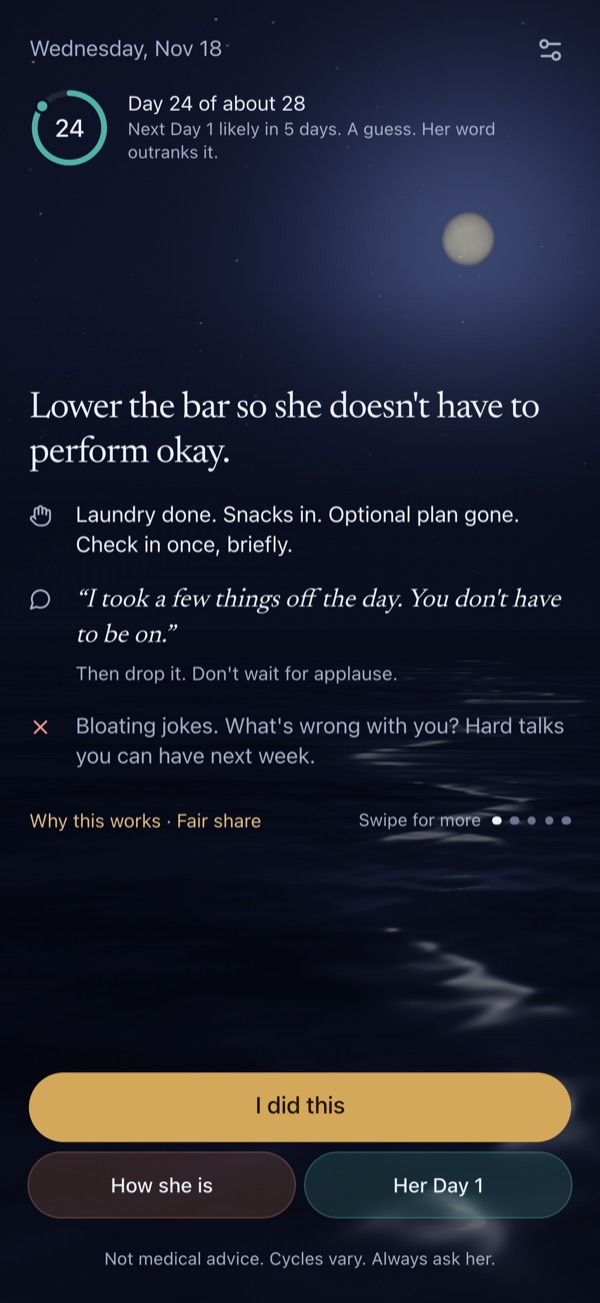 Wednesday, Nov 18
24
Day 24 of about 28
Next Day 1 likely in 5 days. A guess. Her word
outranks it.
Lower the bar so she doesn't have to
perform okay.
Laundry done. Snacks in. Optional plan gone.
Check in once, briefly.
“I took a few things off the day. You don't have
to be on.”
Then drop it. Don't wait for applause.
Bloating jokes. What's wrong with you? Hard talks
you can have next week.
Why this works · Fair share
Swipe for more
I did this
How she is
Her Day 1
Not medical advice. Cycles vary. Always ask her.